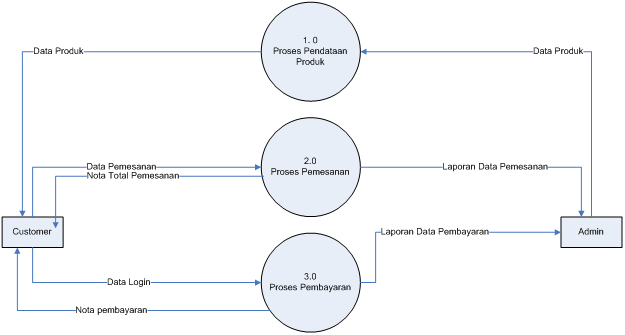 1. 0
Proses Pendataan
Produk
Data Produk
Data Produk
2.0
Proses Pemesanan
Data Pemesanan
Nota Total Pemesanan
Laporan Data Pemesanan
Customer
Admin
Laporan Data Pembayaran
3.0
Proses Pembayaran
Data Login
Nota pembayaran